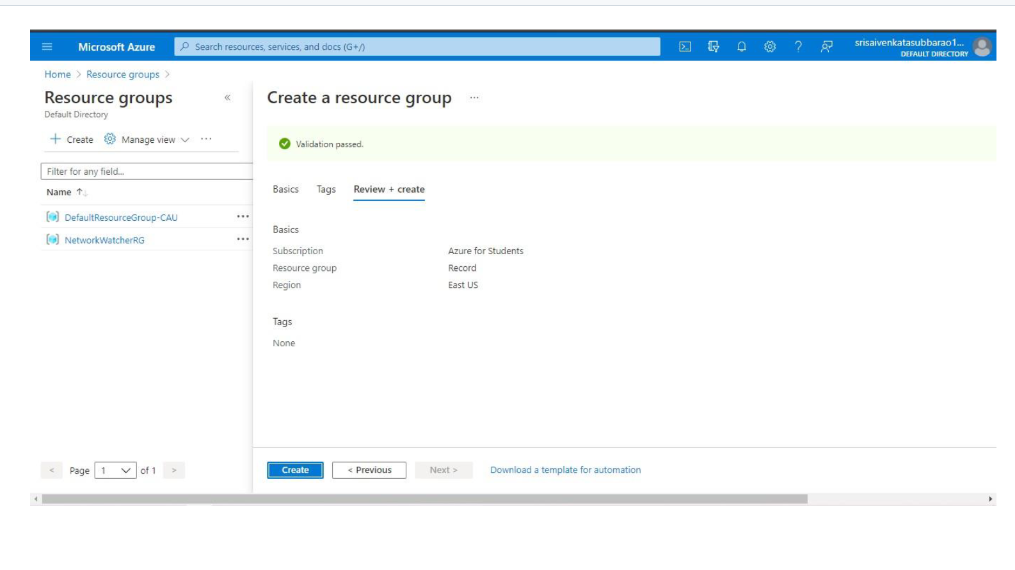 Microsoft Azure
Search resources, services, and docs (G+/)
srisaivenkatasubbarao1...
DEFAULT DIRECTORY
Home > Resource groups >
Resource groups
«
Default Directory
+ Create
Manage view
...
Filter for any field...
Name ↑↓
DefaultResourceGroup-CAU
...
NetworkWatcherRG
...
< Page 1 of 1 >
Create a resource group
...
Validation passed.
Basics
Tags
Review + create
Basics
Subscription
Azure for Students
Resource group
Record
Region
East US
Tags
None
Create
< Previous
Next >
Download a template for automation